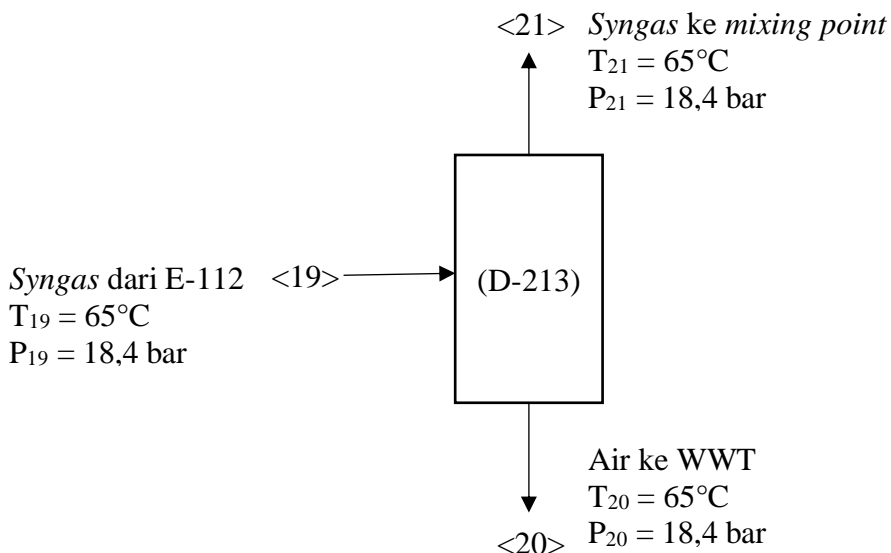 <21> Syngas ke mixing point
T21 = 65°C
P21 = 18,4 bar
Syngas dari E-112 <19>
T19 = 65°C
P19 = 18,4 bar
(D-213)
Air ke WWT
T20 = 65°C
<20> P20 = 18,4 bar